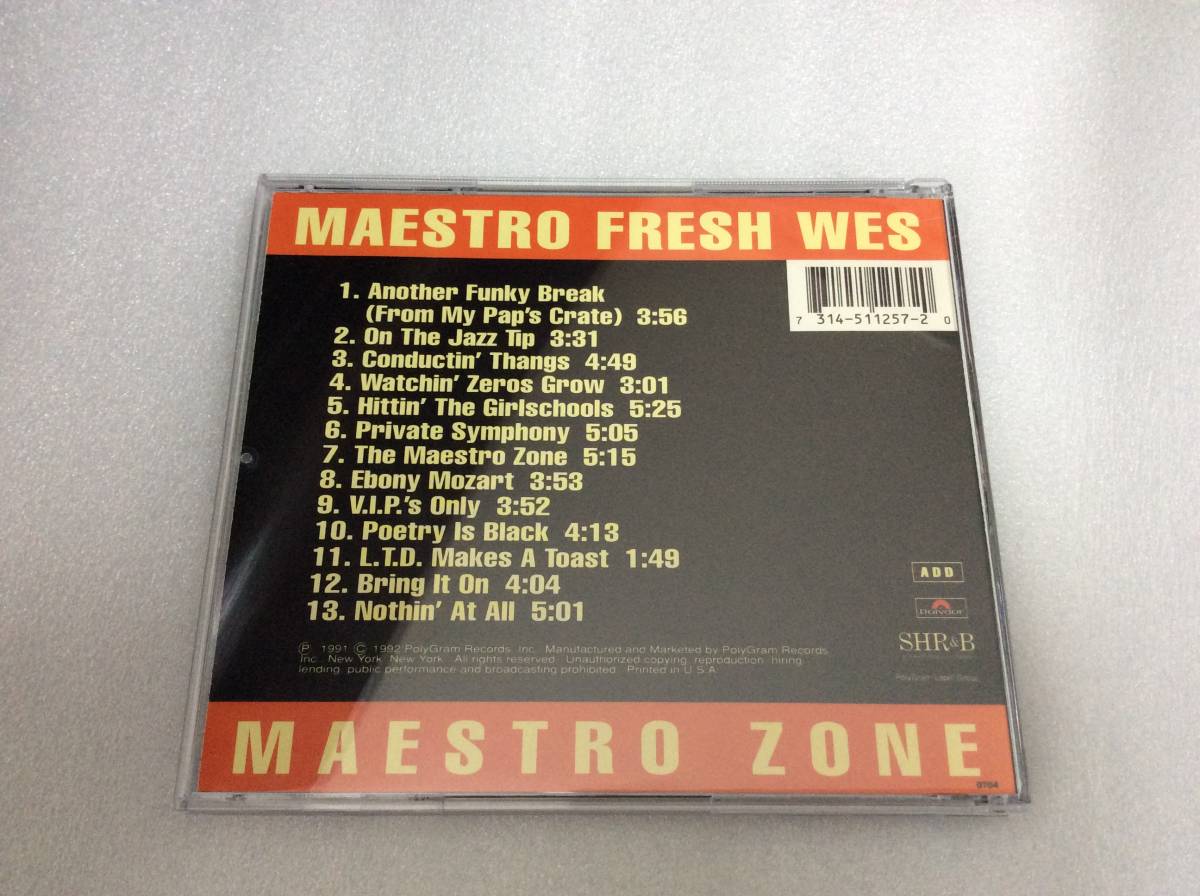 MAESTRO FRESH WES
1. Another Funky Break
(From My Pap's Crate) 3:56
2. On The Jazz Tip 3:31
3. Conductin' Thangs 4:49
4. Watchin' Zeros Grow 3:01
5. Hittin' The Girlschools 5:25
6. Private Symphony 5:05
7. The Maestro Zone 5:15
8. Ebony Mozart 3:53
9. V.I.P.'s Only 3:52
10. Poetry Is Black 4:13
11. L.T.D. Makes A Toast 1:49
12. Bring It On 4:04
13. Nothin' At All 5:01
7 314-511257-2 0
ADD
Polydor
SHR&B
PolyGram Label Group
℗ 1991 © 1992 PolyGram Records, Inc. Manufactured and Marketed by PolyGram Records,
Inc., New York, New York. All rights reserved. Unauthorized copying, reproduction, hiring,
lending, public performance and broadcasting prohibited. Printed in U.S.A.
MAESTRO ZONE